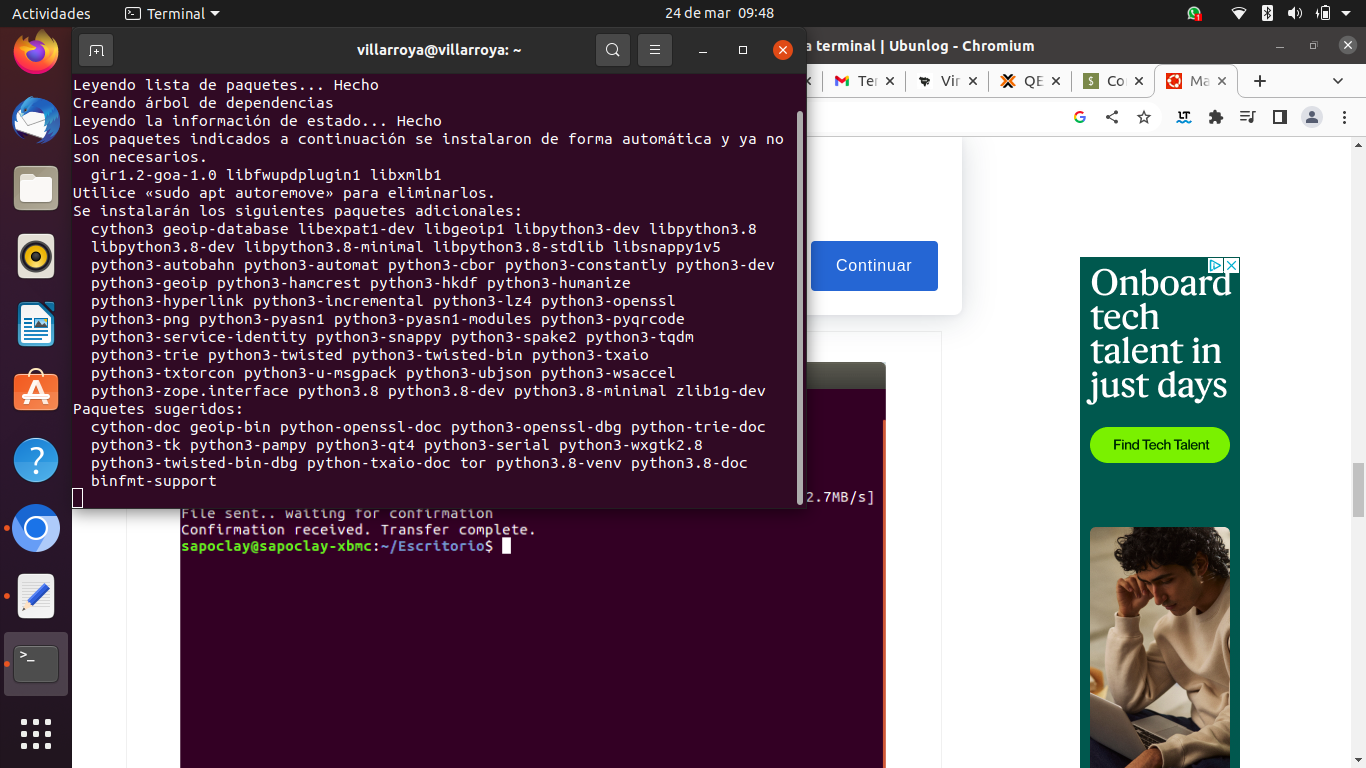 Actividades
Terminal
24 de mar 09:48
1
villarroya@villarroya: ~
a terminal | Ubunlog - Chromium
Ter
Vir
QE
Co
Ma
Leyendo lista de paquetes... Hecho
Creando árbol de dependencias
Leyendo la información de estado... Hecho
Los paquetes indicados a continuación se instalaron de forma automática y ya no
son necesarios.
gir1.2-goa-1.0 libfwupdplugin1 libxmlb1
Utilice «sudo apt autoremove» para eliminarlos.
Se instalarán los siguientes paquetes adicionales:
cython3 geoip-database libexpat1-dev libgeoip1 libpython3-dev libpython3.8
libpython3.8-dev libpython3.8-minimal libpython3.8-stdlib libsnappy1v5
python3-autobahn python3-automat python3-cbor python3-constantly python3-dev
python3-geoip python3-hamcrest python3-hkdf python3-humanize
python3-hyperlink python3-incremental python3-lz4 python3-openssl
python3-png python3-pyasn1 python3-pyasn1-modules python3-pyqrcode
python3-service-identity python3-snappy python3-spake2 python3-tqdm
python3-trie python3-twisted python3-twisted-bin python3-txaio
python3-txtorcon python3-u-msgpack python3-ubjson python3-wsaccel
python3-zope.interface python3.8 python3.8-dev python3.8-minimal zlib1g-dev
Paquetes sugeridos:
cython-doc geoip-bin python-openssl-doc python3-openssl-dbg python-trie-doc
python3-tk python3-pampy python3-qt4 python3-serial python3-wxgtk2.8
python3-twisted-bin-dbg python-txaio-doc tor python3.8-venv python3.8-doc
binfmt-support
Continuar
2.7MB/s]
File sent.. waiting for confirmation
Confirmation received. Transfer complete.
sapoclay@sapoclay-xbmc:~/Escritorio$
Onboard
tech
talent in
just days
Find Tech Talent